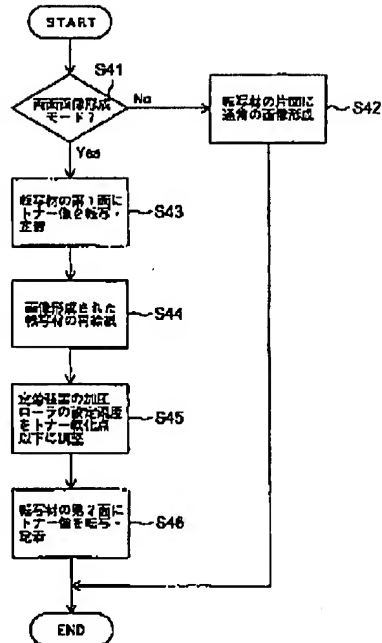 START
S41
両面画像形成
モード?
No
Yes
転写材の片面に
通常の画像形成
S42
転写材の第1面に
トナー像を転写・
定着
S43
画像形成された
転写材の再給紙
S44
定着装置の加圧
ローラの設定温度
をトナー軟化点
以下に調整
S45
転写材の第2面に
トナー像を転写・
定着
S46
END